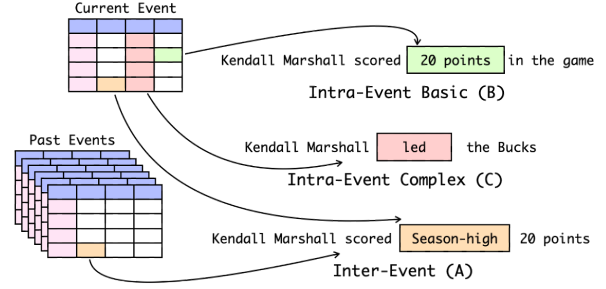 Current Event
Kendall Marshall scored 20 points in the game
Intra-Event Basic (B)
Past Events
Kendall Marshall led the Bucks
Intra-Event Complex (C)
Kendall Marshall scored Season-high 20 points
Inter-Event (A)